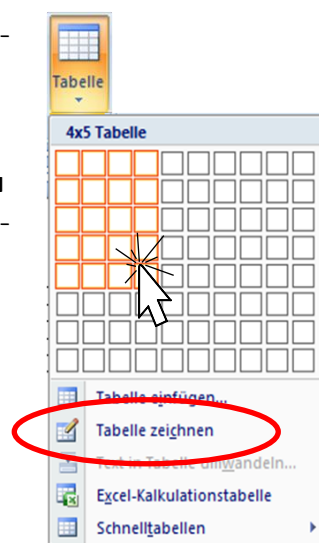 Tabelle
4x5 Tabelle
Tabelle einfügen...
Tabelle zeichnen
Text in Tabelle umwandeln...
Excel-Kalkulationstabelle
Schnelltabellen